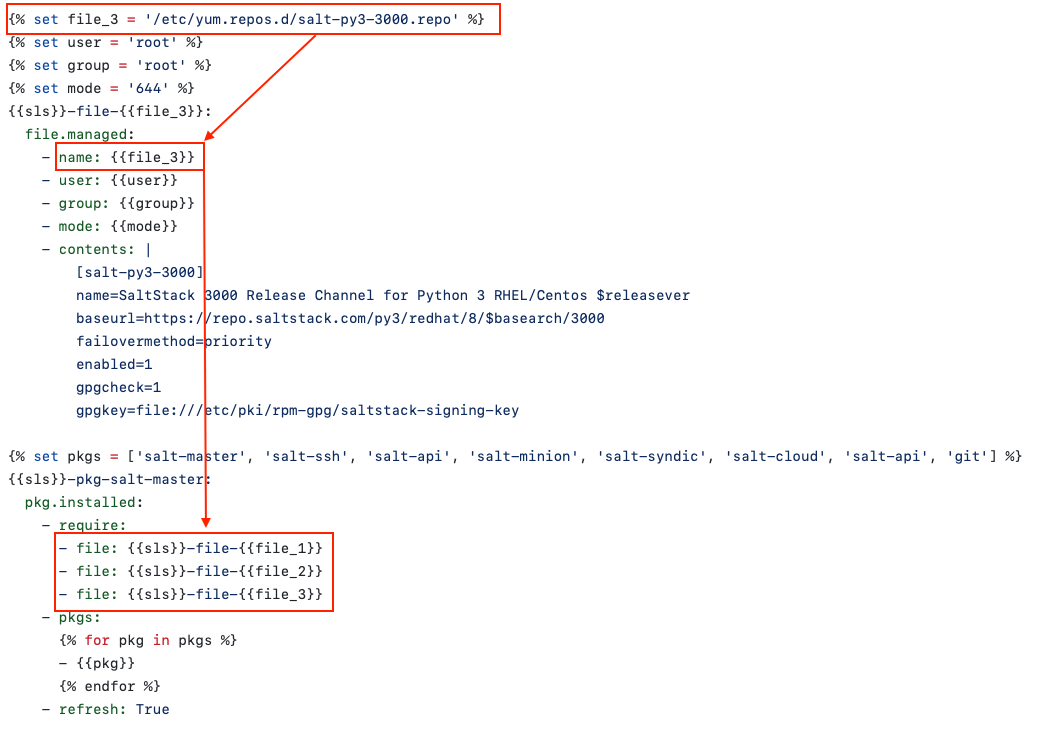 {% set file_3 = '/etc/yum.repos.d/salt-py3-3000.repo' %}
{% set user = 'root' %}
{% set group = 'root' %}
{% set mode = '644' %}
{{sls}}-file-{{file_3}}:
  file.managed:
    - name: {{file_3}}
    - user: {{user}}
    - group: {{group}}
    - mode: {{mode}}
    - contents: |
        [salt-py3-3000]
        name=SaltStack 3000 Release Channel for Python 3 RHEL/Centos $releasever
        baseurl=https://repo.saltstack.com/py3/redhat/8/$basearch/3000
        failovermethod=priority
        enabled=1
        gpgcheck=1
        gpgkey=file:///etc/pki/rpm-gpg/saltstack-signing-key

{% set pkgs = ['salt-master', 'salt-ssh', 'salt-api', 'salt-minion', 'salt-syndic', 'salt-cloud', 'salt-api', 'git'] %}
{{sls}}-pkg-salt-master:
  pkg.installed:
    - require:
      - file: {{sls}}-file-{{file_1}}
      - file: {{sls}}-file-{{file_2}}
      - file: {{sls}}-file-{{file_3}}
    - pkgs:
      {% for pkg in pkgs %}
      - {{pkg}}
      {% endfor %}
    - refresh: True